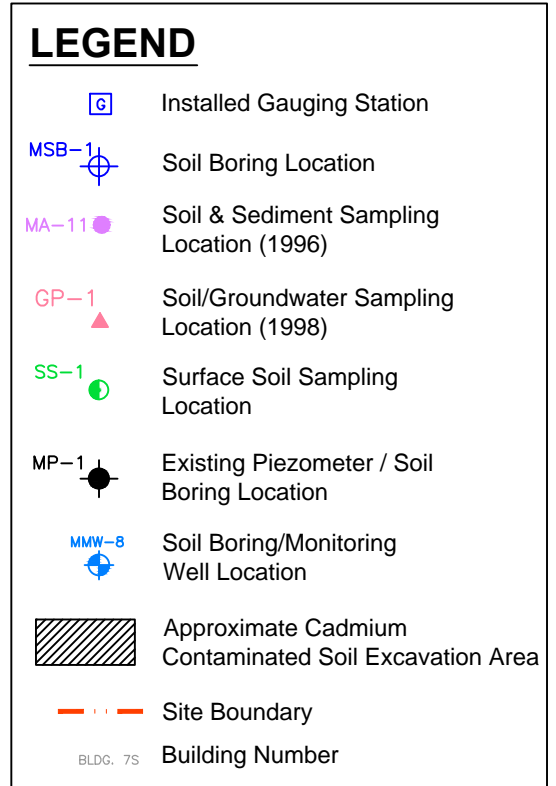 LEGEND
G Installed Gauging Station
MSB-1 Soil Boring Location
MA-11 Soil & Sediment Sampling
Location (1996)
GP-1 Soil/Groundwater Sampling
Location (1998)
SS-1 Surface Soil Sampling
Location
MP-1 Existing Piezometer / Soil
Boring Location
MMW-8 Soil Boring/Monitoring
Well Location
Approximate Cadmium
Contaminated Soil Excavation Area
Site Boundary
BLDG. 7S Building Number